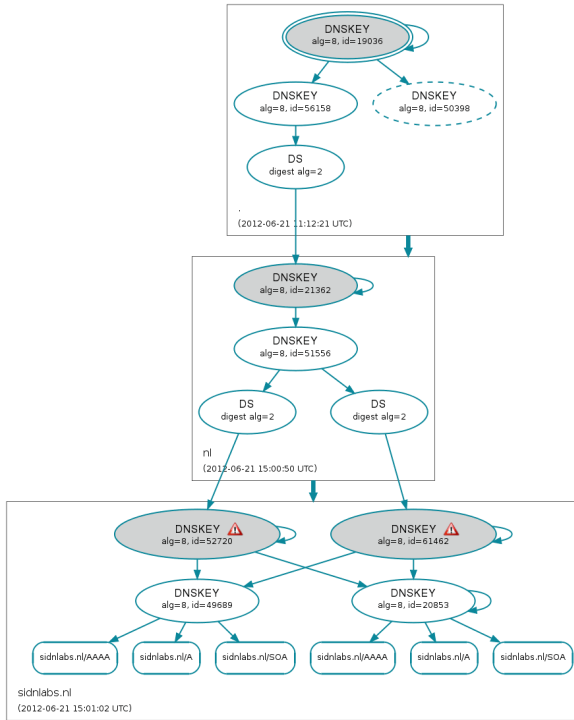 DNSKEY
alg=8, id=19036
DNSKEY
alg=8, id=56158
DNSKEY
alg=8, id=50398
DS
digest alg=2
.
(2012-06-21 11:12:21 UTC)
DNSKEY
alg=8, id=21362
DNSKEY
alg=8, id=51556
DS
digest alg=2
DS
digest alg=2
nl
(2012-06-21 15:00:50 UTC)
DNSKEY
alg=8, id=52720
DNSKEY
alg=8, id=61462
DNSKEY
alg=8, id=49689
DNSKEY
alg=8, id=20853
sidnlabs.nl/AAAA
sidnlabs.nl/A
sidnlabs.nl/SOA
sidnlabs.nl/AAAA
sidnlabs.nl/A
sidnlabs.nl/SOA
sidnlabs.nl
(2012-06-21 15:01:02 UTC)